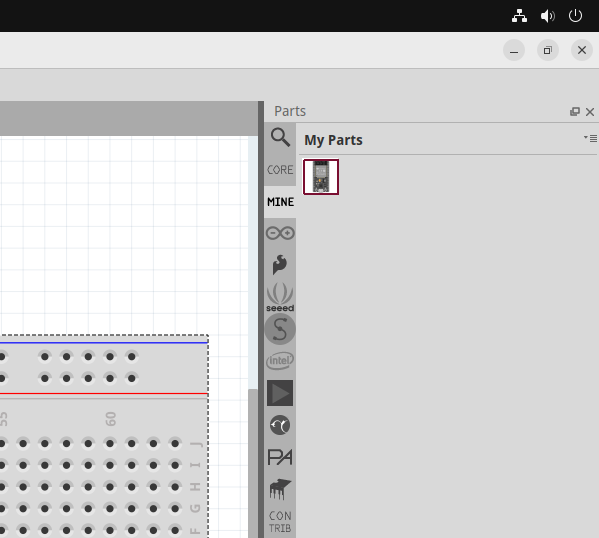 Parts
My Parts
CORE
MINE
seeed
intel
PA
CON
TRIB
55
60
J
I
H
G
F